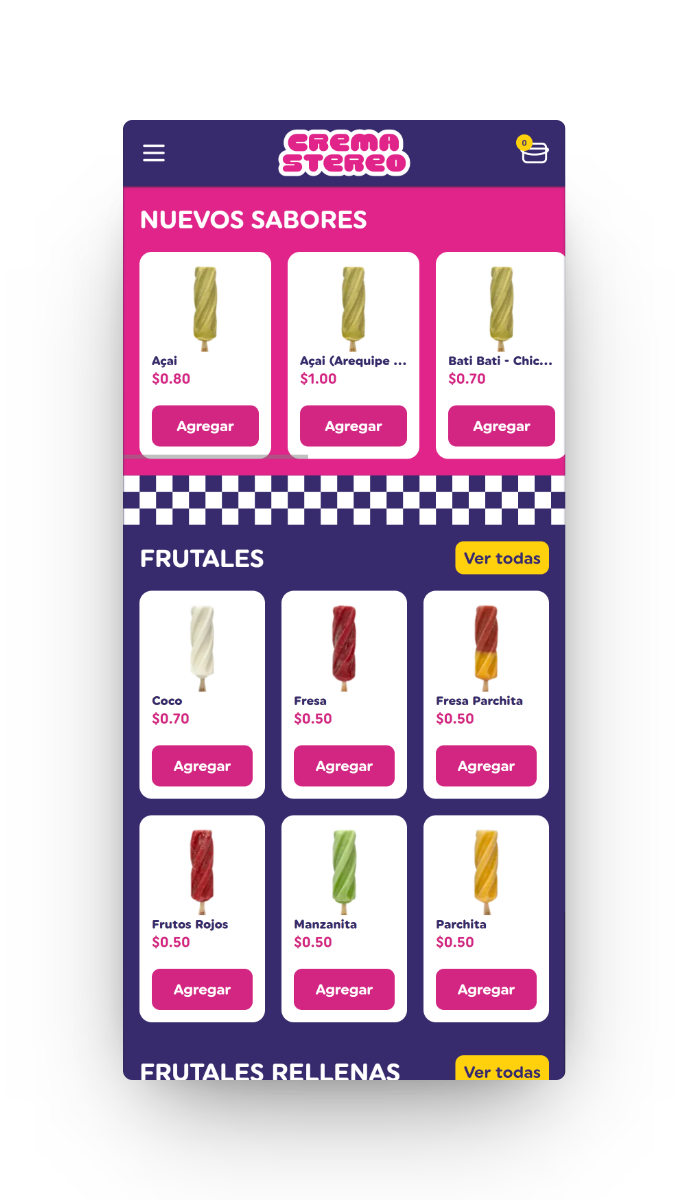 CREMA
STEREO
0
NUEVOS SABORES
Açai
$0.80
Agregar
Açai (Arequipe ...
$1.00
Agregar
Bati Bati - Chic...
$0.70
Agregar
FRUTALES
Ver todas
Coco
$0.70
Agregar
Fresa
$0.50
Agregar
Fresa Parchita
$0.50
Agregar
Frutos Rojos
$0.50
Agregar
Manzanita
$0.50
Agregar
Parchita
$0.50
Agregar
FRUTALES RELLENAS
Ver todas